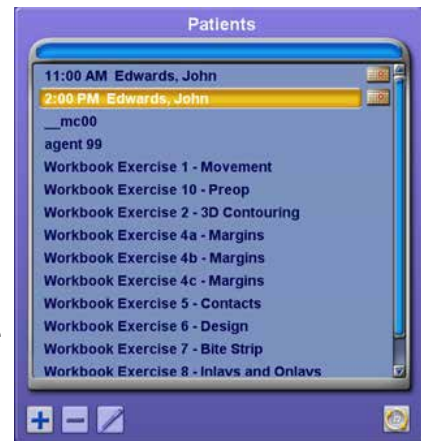 Patients
11:00 AM Edwards, John
2:00 PM Edwards, John
__mc00
agent 99
Workbook Exercise 1 - Movement
Workbook Exercise 10 - Preop
Workbook Exercise 2 - 3D Contouring
Workbook Exercise 4a - Margins
Workbook Exercise 4b - Margins
Workbook Exercise 4c - Margins
Workbook Exercise 5 - Contacts
Workbook Exercise 6 - Design
Workbook Exercise 7 - Bite Strip
Workbook Exercise 8 - Inlays and Onlays